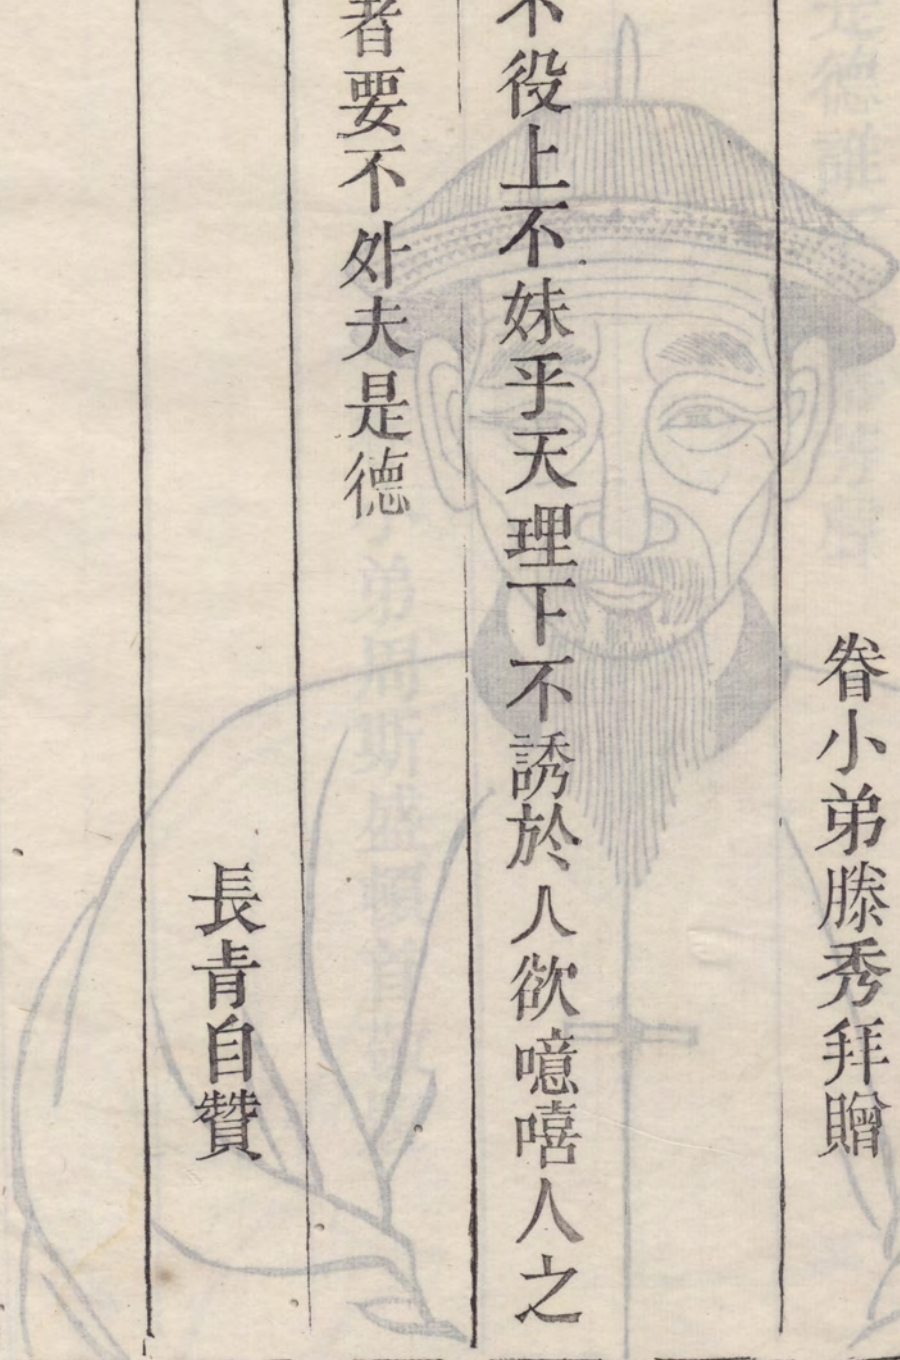 眷小弟滕秀拜贈
不役上不妹乎天理下不誘於人欲噫嘻人之
者要不外夫是德
長青自贊